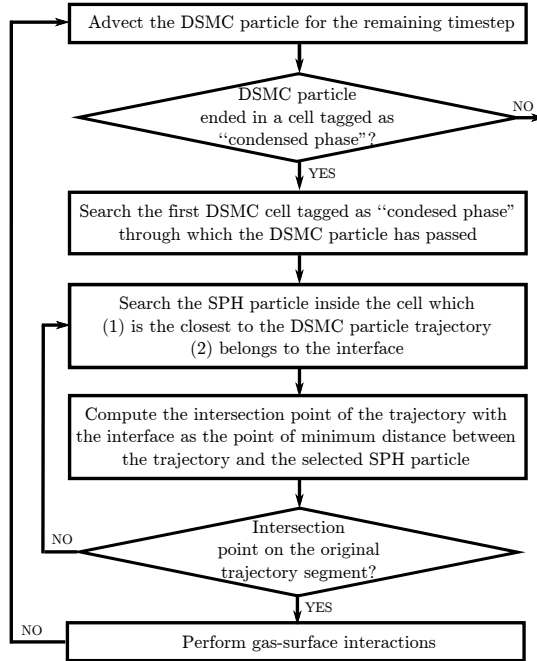 Advect the DSMC particle for the remaining timestep
DSMC particle
ended in a cell tagged as
‘‘condensed phase”?
NO
YES
Search the first DSMC cell tagged as ‘‘condesed phase”
through which the DSMC particle has passed
Search the SPH particle inside the cell which
(1) is the closest to the DSMC particle trajectory
(2) belongs to the interface
Compute the intersection point of the trajectory with
the interface as the point of minimum distance between
the trajectory and the selected SPH particle
Intersection
point on the original
trajectory segment?
NO
YES
NO
Perform gas-surface interactions